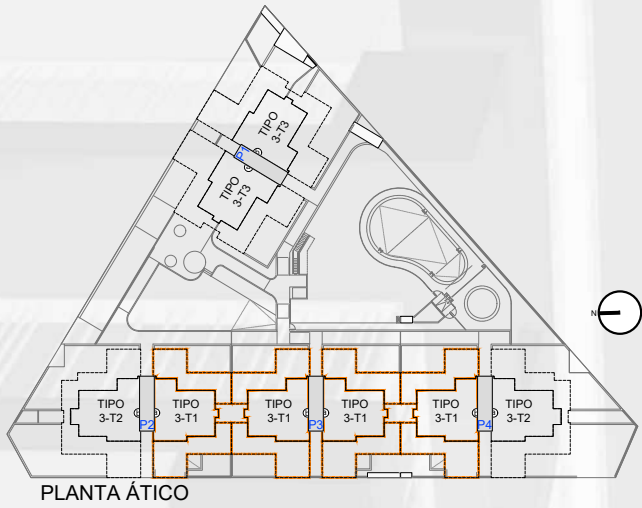 TIPO
3-T3
P1
TIPO
3-T3
N
TIPO
3-T2
P2
TIPO
3-T1
TIPO
3-T1
P3
TIPO
3-T1
TIPO
3-T1
P4
TIPO
3-T2
PLANTA ÁTICO